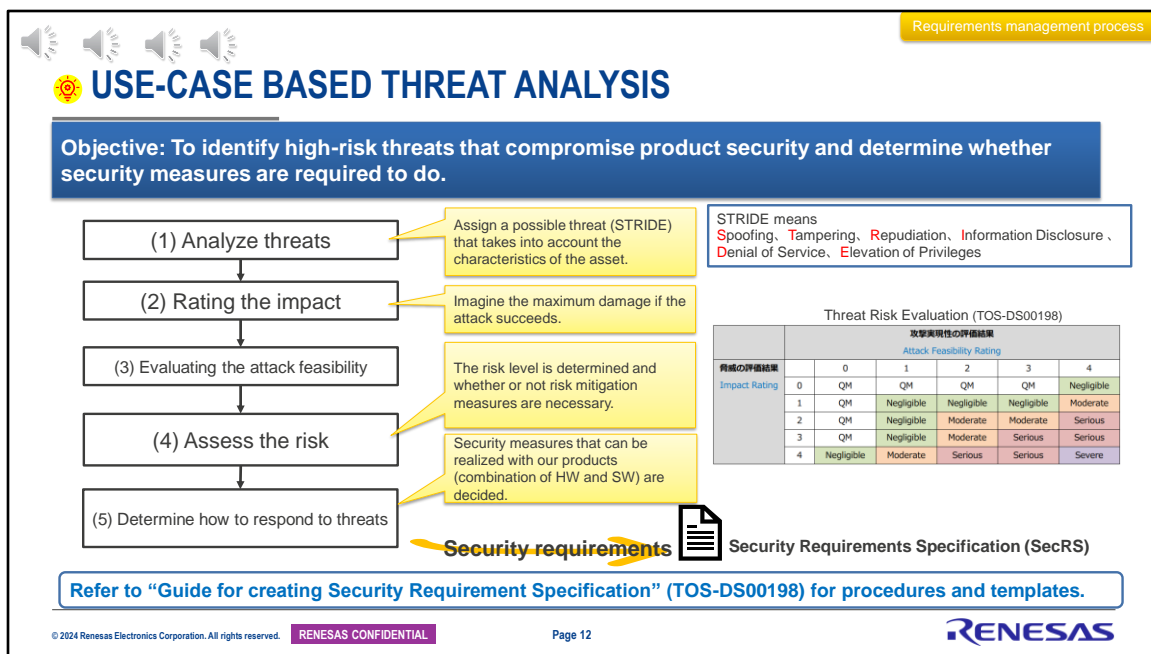 Requirements management process
USE-CASE BASED THREAT ANALYSIS
Objective: To identify high-risk threats that compromise product security and determine whether
security measures are required to do.
(1) Analyze threats
Assign a possible threat (STRIDE)
that takes into account the
characteristics of the asset.
STRIDE means
Spoofing、Tampering、Repudiation、Information Disclosure 、
Denial of Service、Elevation of Privileges
(2) Rating the impact
Imagine the maximum damage if the
attack succeeds.
(3) Evaluating the attack feasibility
The risk level is determined and
whether or not risk mitigation
measures are necessary.
(4) Assess the risk
Security measures that can be
realized with our products
(combination of HW and SW) are
decided.
(5) Determine how to respond to threats
Threat Risk Evaluation (TOS-DS00198)
攻撃実現性の評価結果
Attack Feasibility Rating
脅威の評価結果 0 1 2 3 4
Impact Rating 0 QM QM QM QM Negligible
1 QM Negligible Negligible Negligible Moderate
2 QM Negligible Moderate Moderate Serious
3 QM Negligible Moderate Serious Serious
4 Negligible Moderate Serious Serious Severe
Security requirements
Security Requirements Specification (SecRS)
Refer to “Guide for creating Security Requirement Specification” (TOS-DS00198) for procedures and templates.
© 2024 Renesas Electronics Corporation. All rights reserved. RENESAS CONFIDENTIAL Page 12 RENESAS